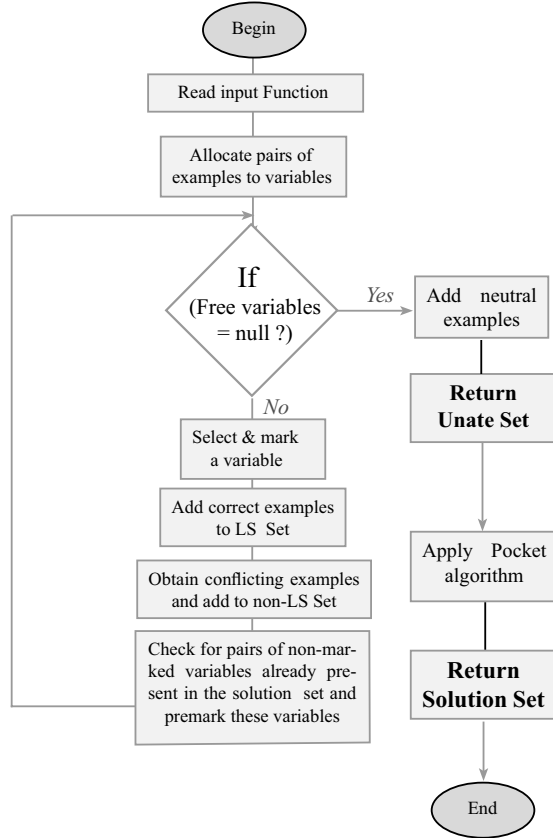 Begin
Read input Function
Allocate pairs of
examples to variables
If
(Free variables
= null ?)
Yes
No
Select & mark
a variable
Add correct examples
to LS Set
Obtain conflicting examples
and add to non-LS Set
Check for pairs of non-mar-
ked variables already pre-
sent in the solution set and
premark these variables
Add neutral
examples
Return
Unate Set
Apply Pocket
algorithm
Return
Solution Set
End